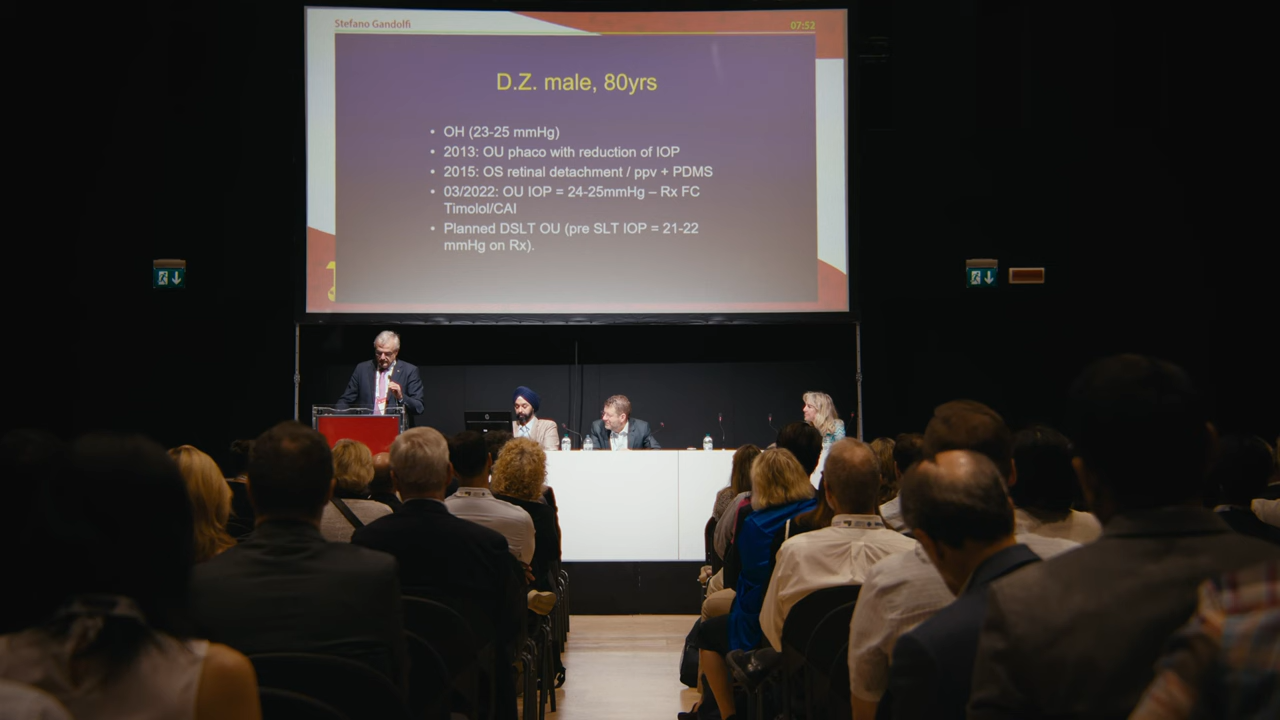 Stefano Gandolfi
07:52
D.Z. male, 80yrs
• OH (23-25 mmHg)
• 2013: OU phaco with reduction of IOP
• 2015: OS retinal detachment / ppv + PDMS
• 03/2022: OU IOP = 24-25mmHg – Rx FC
Timolol/CAI
• Planned DSLT OU (pre SLT IOP = 21-22
mmHg on Rx).